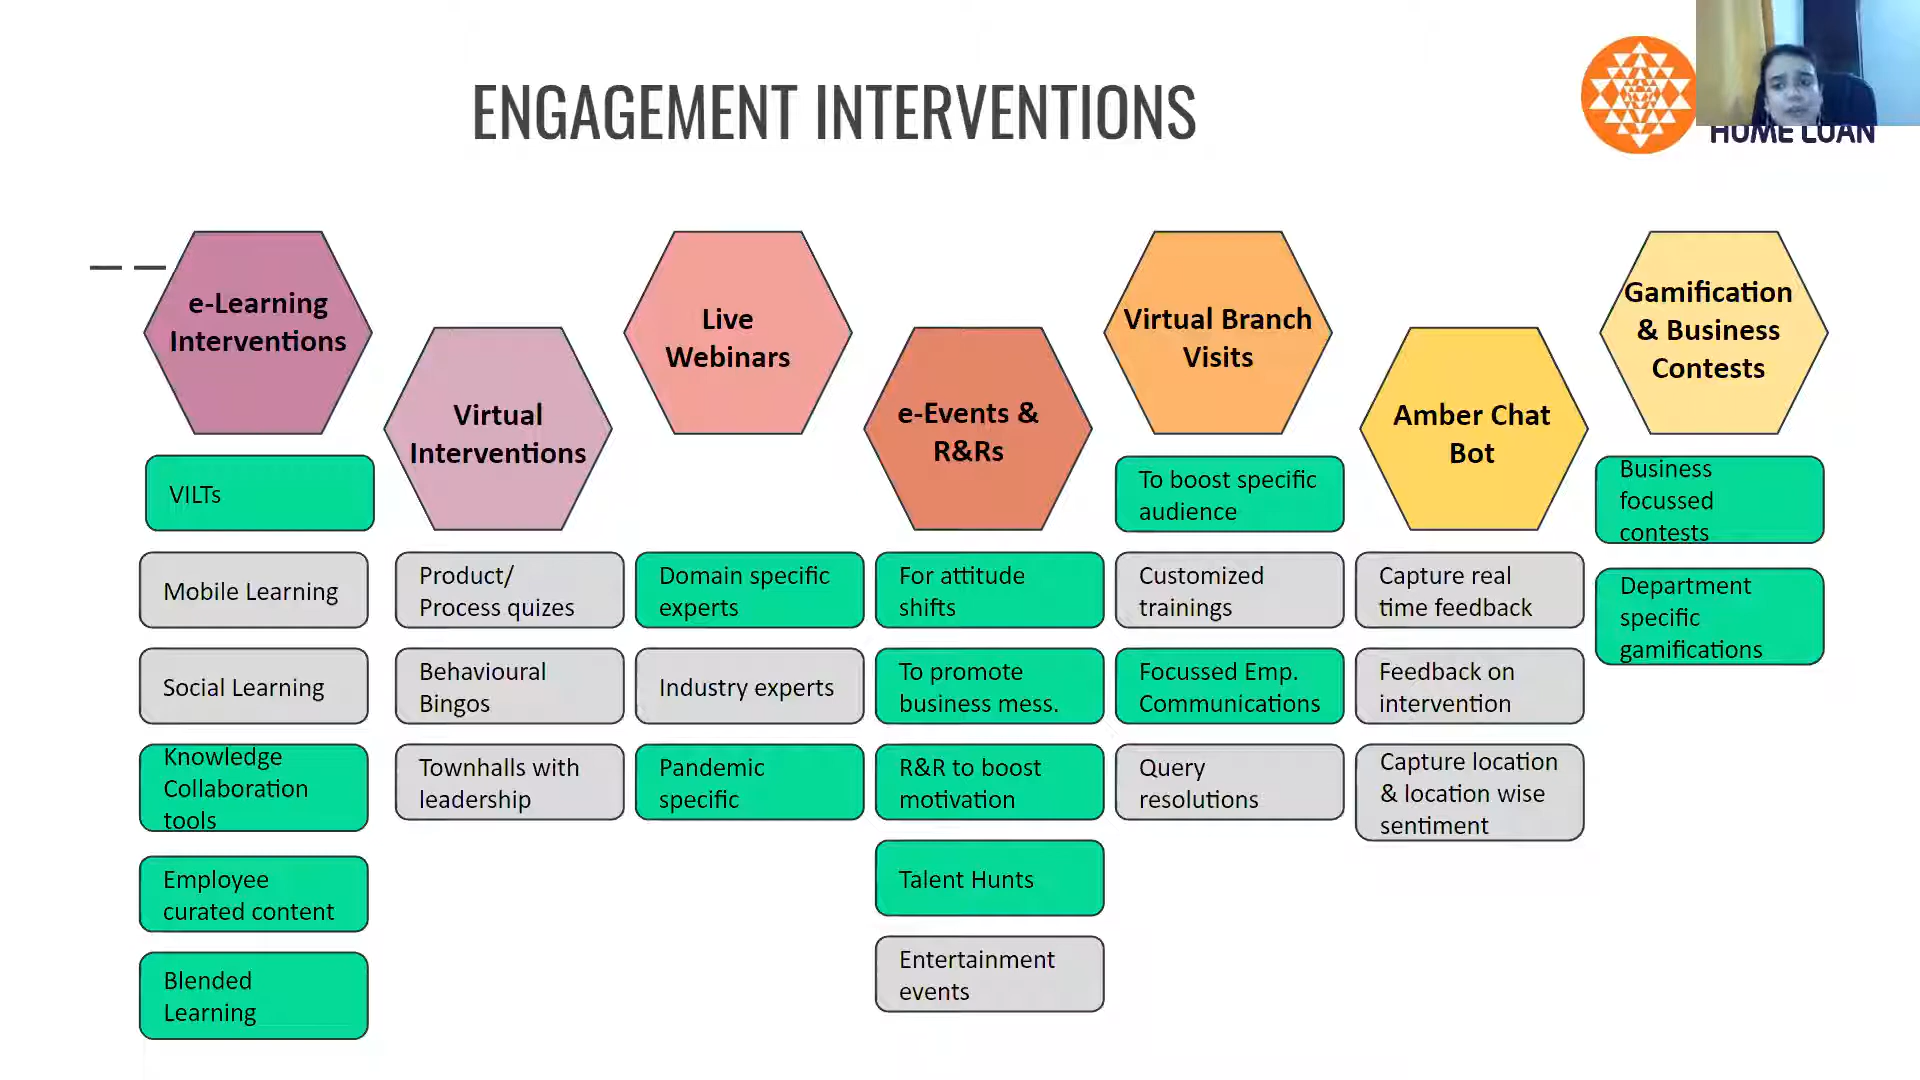 ENGAGEMENT INTERVENTIONS
HOME LOAN
e-Learning
Interventions
VILTs
Mobile Learning
Social Learning
Knowledge
Collaboration
tools
Employee
curated content
Blended
Learning
Virtual
Interventions
Product/
Process quizes
Behavioural
Bingos
Townhalls with
leadership
Live
Webinars
Domain specific
experts
Industry experts
Pandemic
specific
e-Events &
R&Rs
For attitude
shifts
To promote
business mess.
R&R to boost
motivation
Talent Hunts
Entertainment
events
Virtual Branch
Visits
To boost specific
audience
Customized
trainings
Focussed Emp.
Communications
Query
resolutions
Amber Chat
Bot
Capture real
time feedback
Feedback on
intervention
Capture location
& location wise
sentiment
Gamification
& Business
Contests
Business
focussed
contests
Department
specific
gamifications